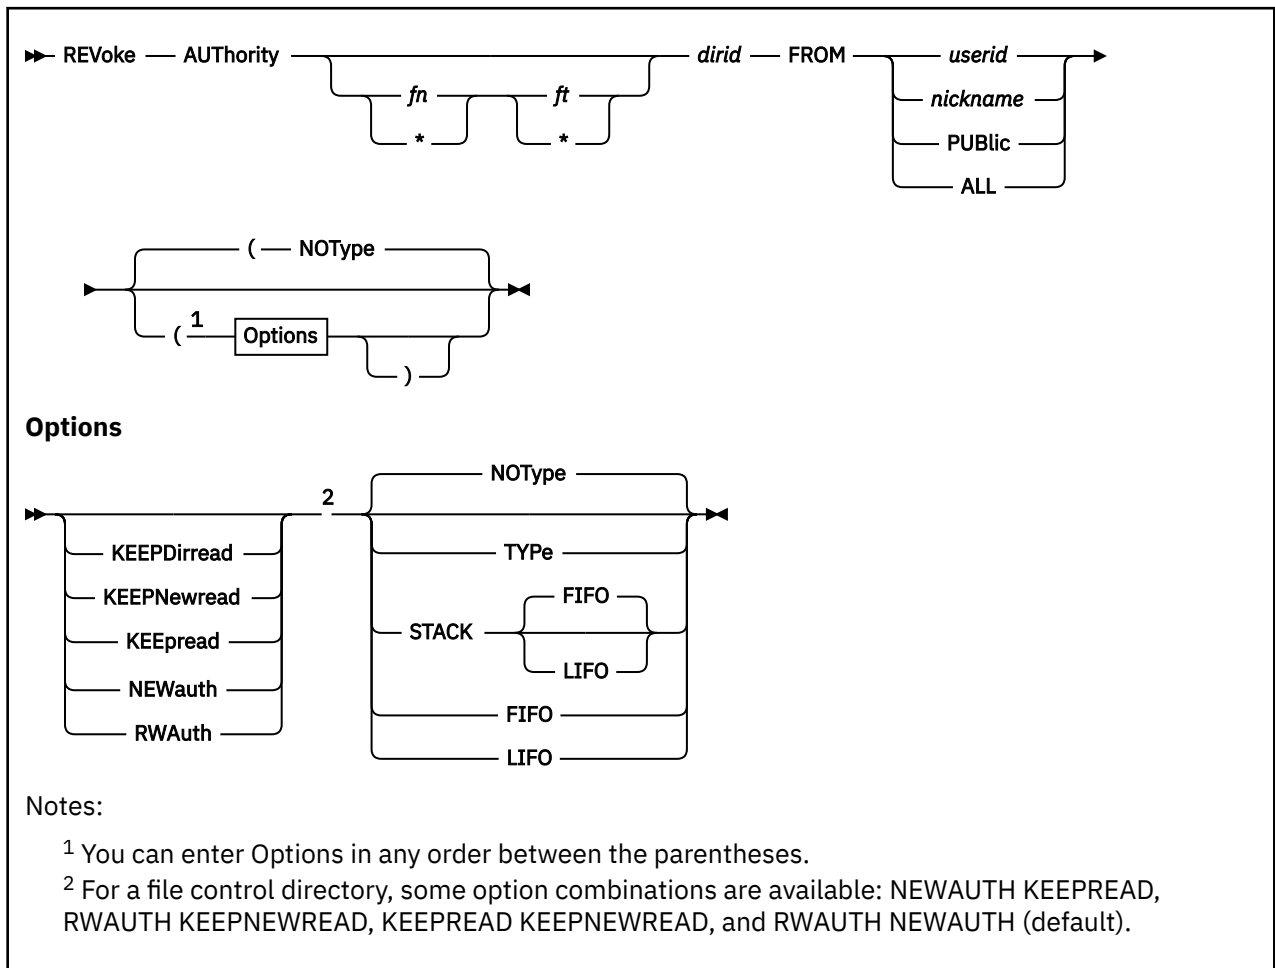 REVoke AUThority fn ft dirid FROM userid
* * nickname
PUBlic
ALL
( NOType
( 1 Options
)
Options
NOType
2
KEEPDirread TYPe
KEEPNewread FIFO
STACK
KEEpread LIFO
NEWauth FIFO
RWAuth LIFO
Notes:
1 You can enter Options in any order between the parentheses.
2 For a file control directory, some option combinations are available: NEWAUTH KEEPREAD,
RWAUTH KEEPNEWREAD, KEEPREAD KEEPNEWREAD, and RWAUTH NEWAUTH (default).